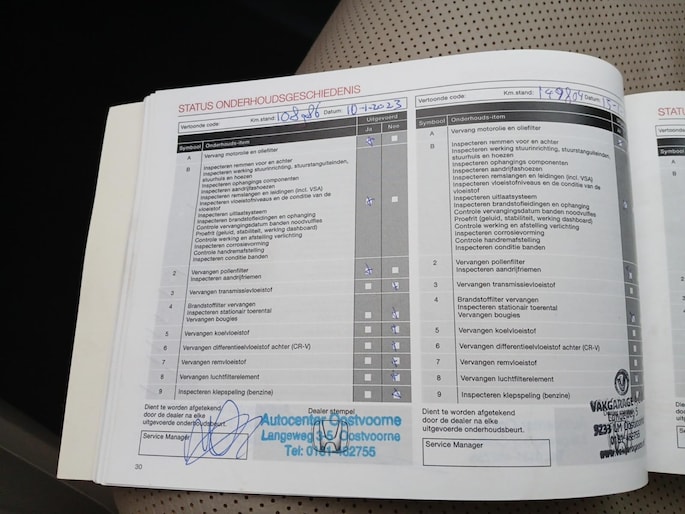 STATUS ONDERHOUDSGESCHIEDENIS
Vertoonde code:
Km stand: Datum: 10-1-2023
Symbool Onderhouds-item Uitgevoerd
Ja Nee
A Vervang motorolie en oliefilter
B Inspecteren remmen voor en achter
Inspecteren werking stuurinrichting, stuurstanguiteinden,
stuurhuis en hoezen
Inspecteren ophangings componenten
Inspecteren aandrijfashoezen
Inspecteren remslangen en leidingen (incl. VSA)
Inspecteren vloeistofniveaus en de conditie van de
vloeistof
Inspecteren uitlaatsysteem
Inspecteren brandstofleidingen en ophanging
Controle vervangingsdatum banden noodvulfles
Proefrit (geluid, stabiliteit, werking dashboard)
Controle werking en afstelling verlichting
Inspecteren corrosievorming
Controle handremafstelling
Inspecteren conditie banden
2 Vervangen pollenfilter
Inspecteren aandrijfriemen
3 Vervangen transmissievloeistof
4 Brandstoffilter vervangen
Inspecteren stationair toerental
Vervangen bougies
5 Vervangen koelvloeistof
6 Vervangen differentieelvloeistof achter (CR-V)
7 Vervangen remvloeistof
8 Vervangen luchtfilterelement
9 Inspecteren klepspeling (benzine)
Dient te worden afgetekend
door de dealer na elke
uitgevoerde onderhoudsbeurt.
Service Manager
Dealer stempel
Autocenter Oostvoorne
Langeweg Oostvoorne
Tel:
30
Vertoonde code:
Km stand: 149804 Datum:
Symbool Onderhouds-item
A Vervang motorolie en oliefilter
B Inspecteren remmen voor en achter
Inspecteren werking stuurinrichting, stuurstanguiteinden,
stuurhuis en hoezen
Inspecteren ophangings componenten
Inspecteren aandrijfashoezen
Inspecteren remslangen en leidingen (incl. VSA)
Inspecteren vloeistofniveaus en de conditie van de
vloeistof
Inspecteren uitlaatsysteem
Inspecteren brandstofleidingen en ophanging
Controle vervangingsdatum banden noodvulfles
Proefrit (geluid, stabiliteit, werking dashboard)
Controle werking en afstelling verlichting
Inspecteren corrosievorming
Controle handremafstelling
Inspecteren conditie banden
2 Vervangen pollenfilter
Inspecteren aandrijfriemen
3 Vervangen transmissievloeistof
4 Brandstoffilter vervangen
Inspecteren stationair toerental
Vervangen bougies
5 Vervangen koelvloeistof
6 Vervangen differentieelvloeistof achter (CR-V)
7 Vervangen remvloeistof
8 Vervangen luchtfilterelement
9 Inspecteren klepspeling (benzine)
Dient te worden afgetekend
door de dealer na elke
uitgevoerde onderhoudsbeurt.
Service Manager
VAKGARAGE
STATUS
Vertoonde
Symbool
A
B
2
3
4
5
6
7
8
9